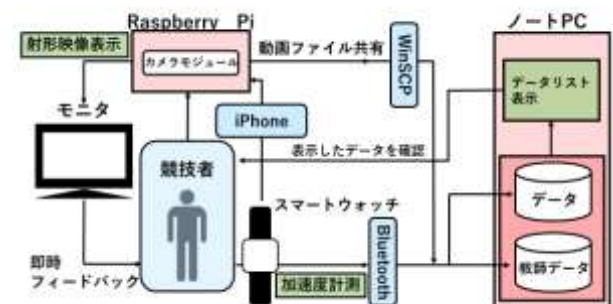 Raspberry Pi
ノートPC
射形映像表示
カメラモジュール
動画ファイル共有
WinSCP
データリスト
表示
モニタ
iPhone
表示したデータを確認
競技者
データ
スマートウォッチ
Bluetooth
教師データ
即時
フィードバック
加速度計測